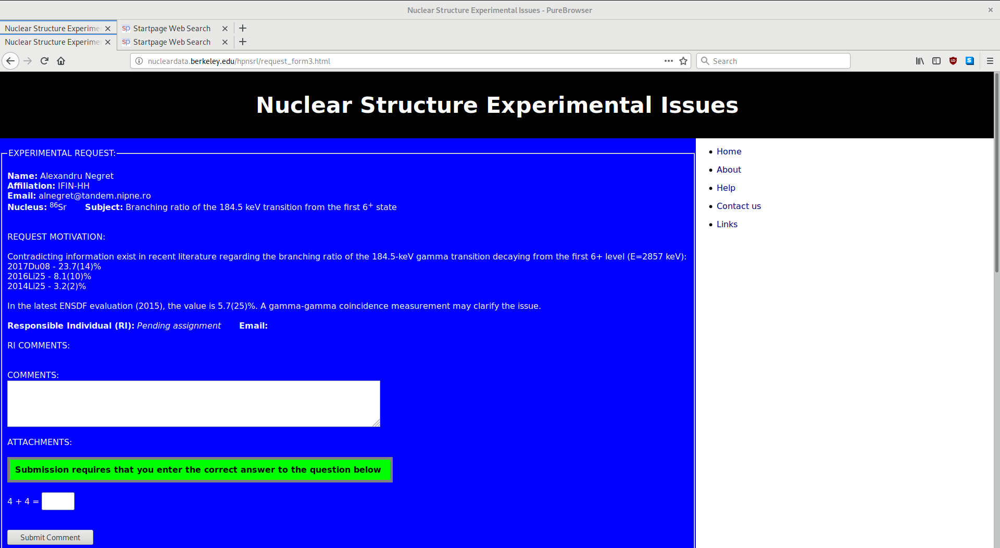 Nuclear Structure Experimental Issues - PureBrowser
Nuclear Structure Experime
Startpage Web Search
Nuclear Structure Experime
Startpage Web Search
nucleardata.berkeley.edu/hpnsrl/request_form3.html
Search
Nuclear Structure Experimental Issues
EXPERIMENTAL REQUEST:
Name: Alexandru Negret
Affiliation: IFIN-HH
Email: alnegret@tandem.nipne.ro
Nucleus: ⁸⁶Sr Subject: Branching ratio of the 184.5 keV transition from the first 6⁺ state
REQUEST MOTIVATION:
Contradicting information exist in recent literature regarding the branching ratio of the 184.5-keV gamma transition decaying from the first 6+ level (E=2857 keV):
2017Du08 - 23.7(14)%
2016Li25 - 8.1(10)%
2014Li25 - 3.2(2)%
In the latest ENSDF evaluation (2015), the value is 5.7(25)%. A gamma-gamma coincidence measurement may clarify the issue.
Responsible Individual (RI): Pending assignment Email:
RI COMMENTS:
COMMENTS:
ATTACHMENTS:
Submission requires that you enter the correct answer to the question below
4 + 4 =
Submit Comment
Home
About
Help
Contact us
Links